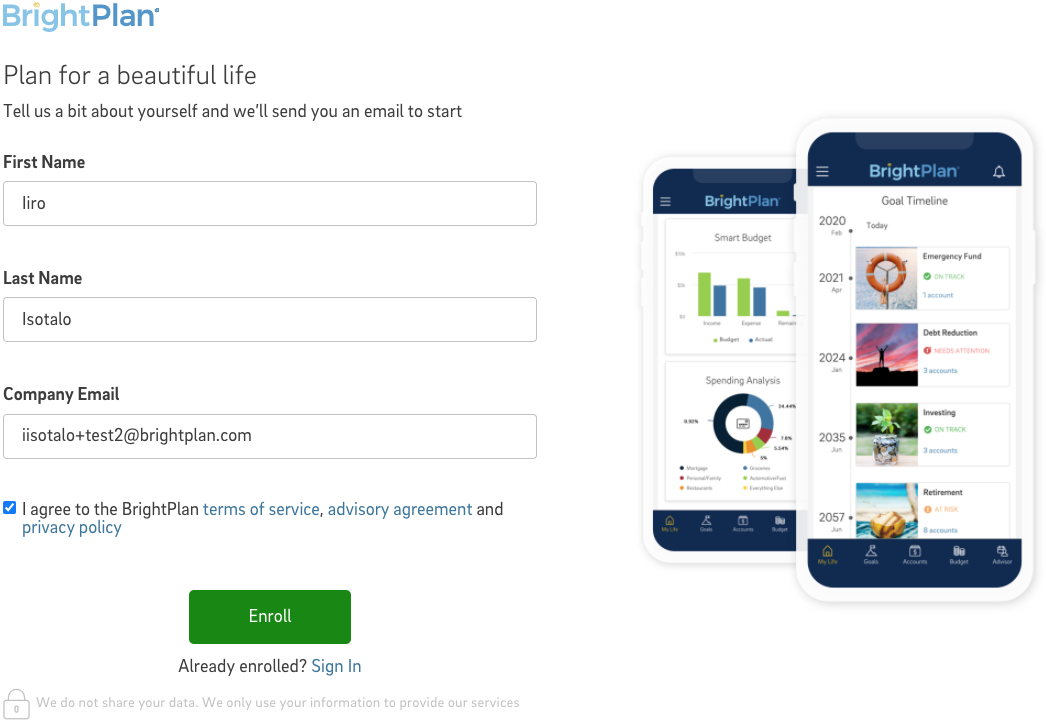 BrightPlan
Plan for a beautiful life
Tell us a bit about yourself and we'll send you an email to start
First Name
Iiro
Last Name
Isotalo
Company Email
iisotalo+test2@brightplan.com
I agree to the BrightPlan terms of service, advisory agreement and
privacy policy
Enroll
Already enrolled? Sign In
0 We do not share your data. We only use your information to provide our services
BrightPlan
Smart Budget
$10k
$5k
$0
Income Expense Remain
Budget Actual
Spending Analysis
24.44%
0.92%
7.8%
5.54%
5%
Mortgage Groceries
Personal/Family Automotive/Fuel
Restaurants Everything Else
My Life Goals Accounts Budget
BrightPlan
Goal Timeline
2020
Feb
Today
2021
Apr
Emergency Fund
ON TRACK
1 account
2024
Jan
Debt Reduction
NEEDS ATTENTION
3 accounts
2035
Jun
Investing
ON TRACK
3 accounts
2057
Jun
Retirement
AT RISK
8 accounts
My Life Goals Accounts Budget Advisor